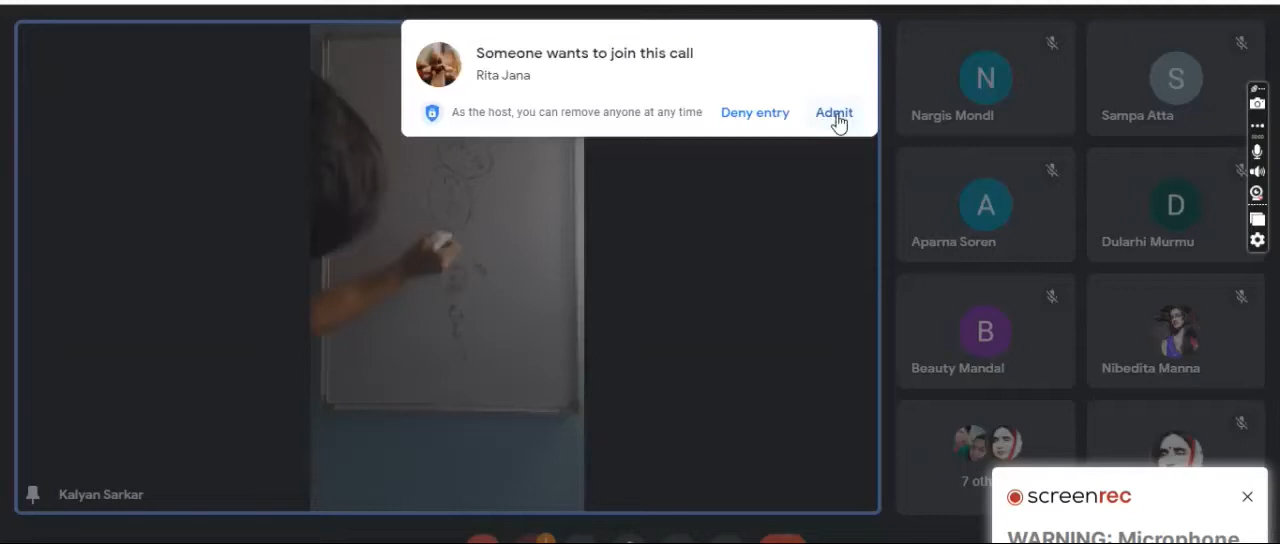 Someone wants to join this call
Rita Jana
As the host, you can remove anyone at any time
Deny entry
Admit
N
Nargis Mondl
S
Sampa Atta
A
Aparna Soren
D
Dularhi Murmu
B
Beauty Mandal
Nibedita Manna
7
Kalyan Sarkar
screenrec
WARNING: Microphone